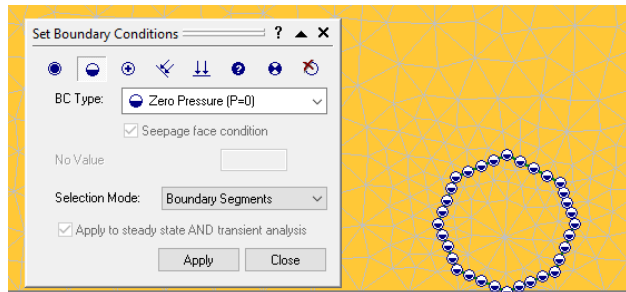 Set Boundary Conditions
BC Type: Zero Pressure (P=0)
Seepage face condition
No Value
Selection Mode: Boundary Segments
Apply to steady state AND transient analysis
Apply Close